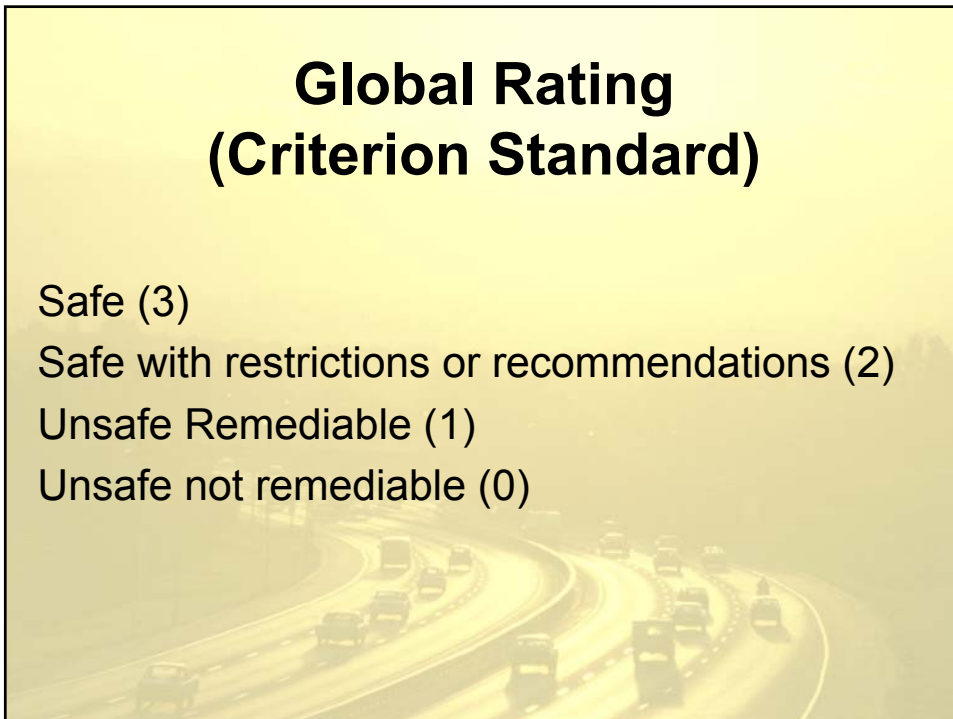 Global Rating
(Criterion Standard)
Safe (3)
Safe with restrictions or recommendations (2)
Unsafe Remediable (1)
Unsafe not remediable (0)